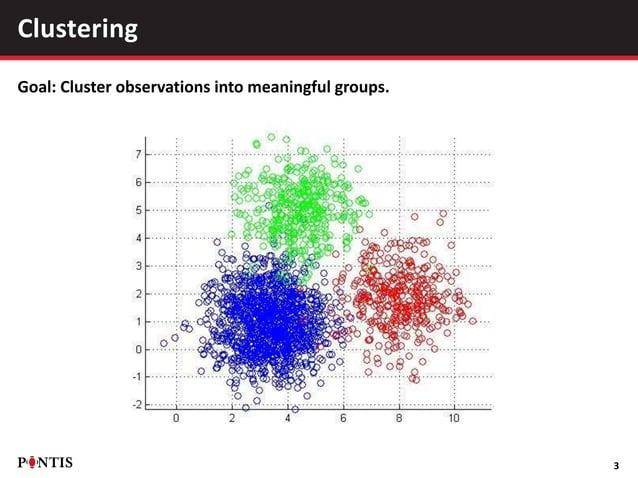 Clustering
Goal: Cluster observations into meaningful groups.
7
6
5
4
3
2
1
0
-1
-2
0 2 4 6 8 10
PONTIS
3